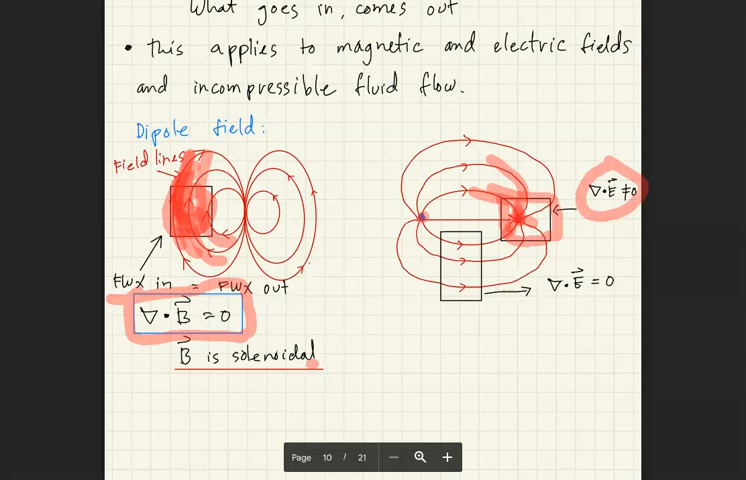 What goes in, comes out
• this applies to magnetic and electric fields
and incompressible fluid flow.
Dipole field:
Field lines
Flux in = Flux out
∇·B⃗ = 0
B⃗ is solenoidal
∇·E⃗ ≠ 0
∇·E⃗ = 0
Page 10 / 21